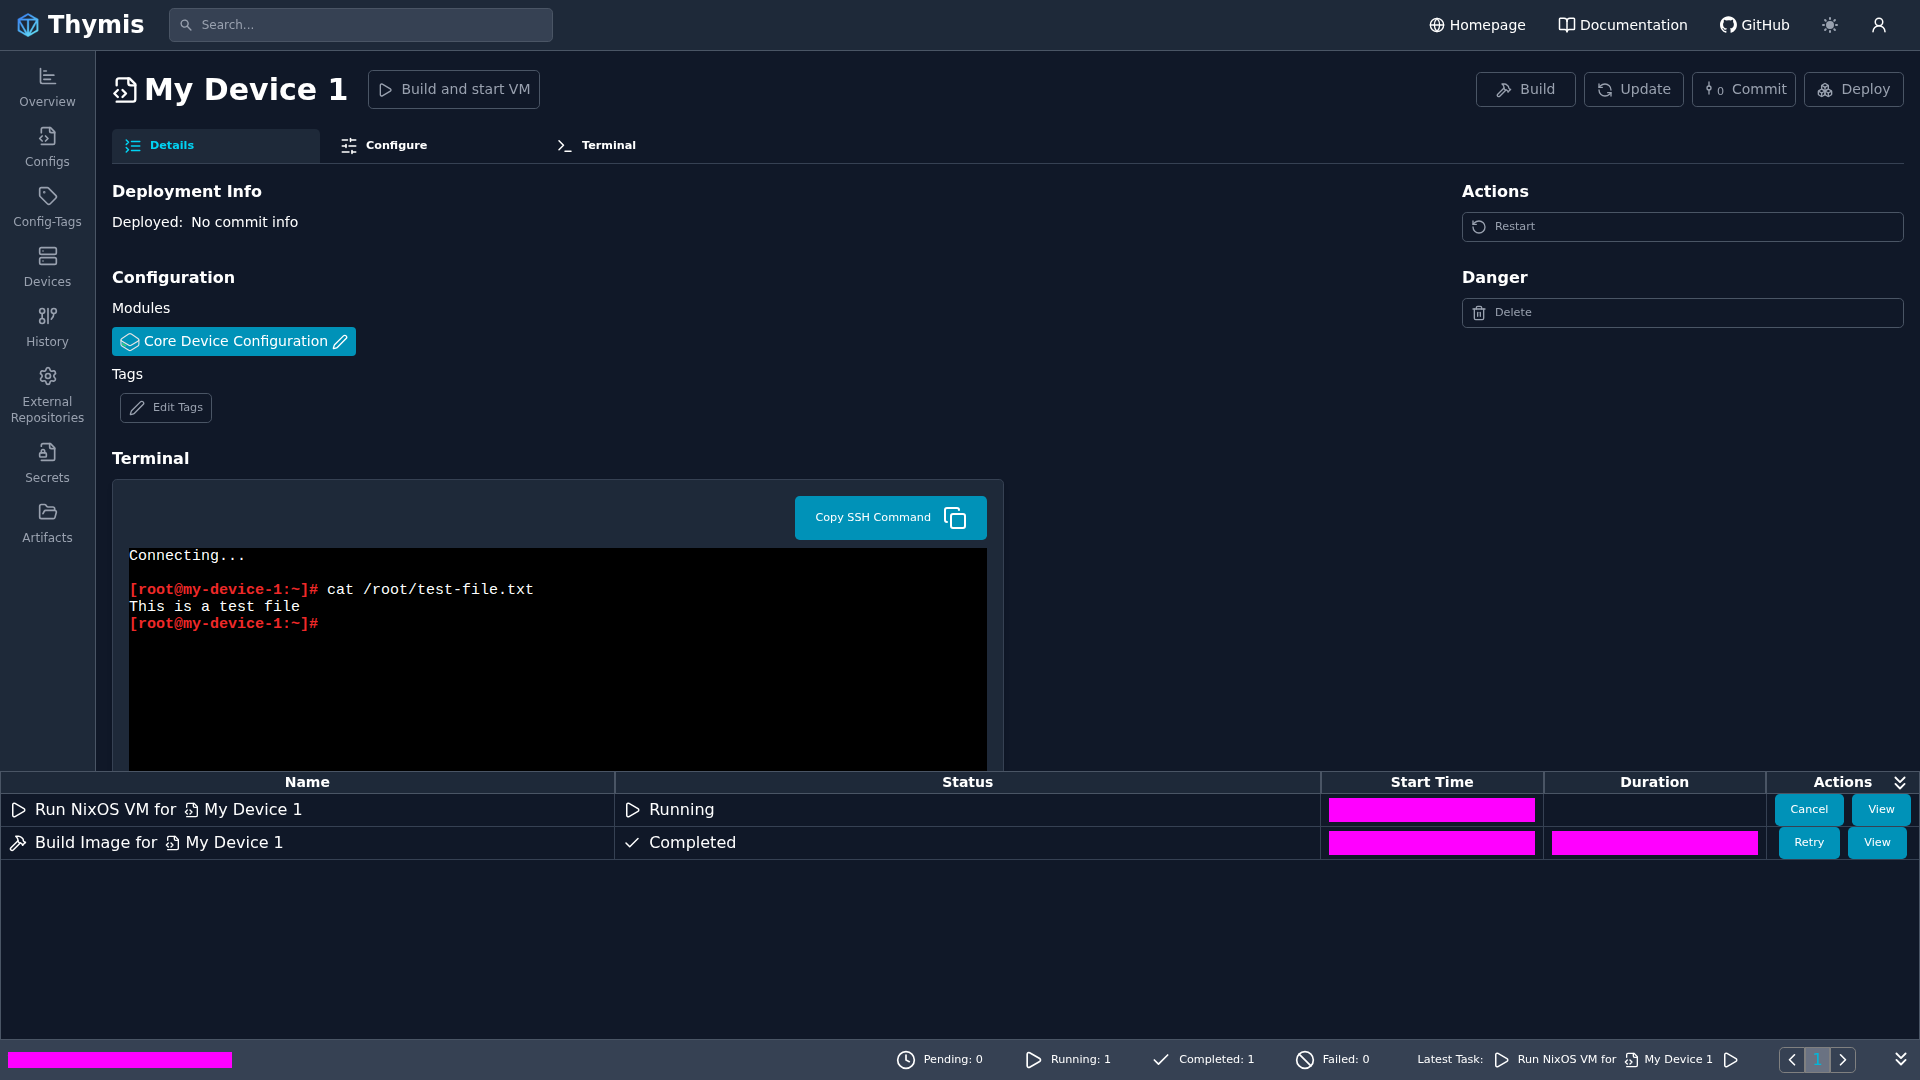 Thymis
Search...
Homepage
Documentation
GitHub
Overview
Configs
Config-Tags
Devices
History
External
Repositories
Secrets
Artifacts
My Device 1
Build and start VM
Build
Update
0 Commit
Deploy
Details
Configure
Terminal
Deployment Info
Deployed: No commit info
Configuration
Modules
Core Device Configuration
Tags
Edit Tags
Actions
Restart
Danger
Delete
Terminal
Copy SSH Command
Connecting...
[root@my-device-1:~]# cat /root/test-file.txt
This is a test file
[root@my-device-1:~]#
Name Status Start Time Duration Actions
Run NixOS VM for My Device 1 Running Cancel View
Build Image for My Device 1 Completed Retry View
Pending: 0 Running: 1 Completed: 1 Failed: 0 Latest Task: Run NixOS VM for My Device 1 1